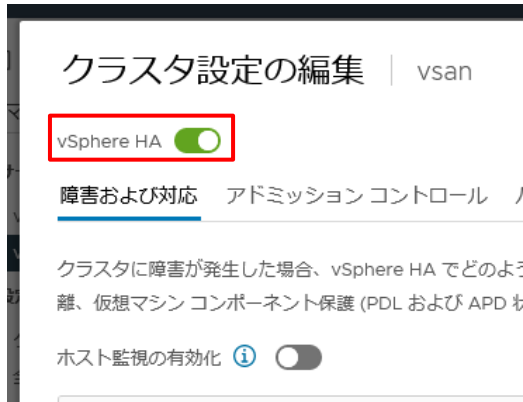 クラスタ設定の編集 vsan
vSphere HA
障害および対応 アドミッション コントロール
クラスタに障害が発生した場合、vSphere HA でどのよう
離、仮想マシン コンポーネント保護 (PDL および APD 状
ホスト監視の有効化